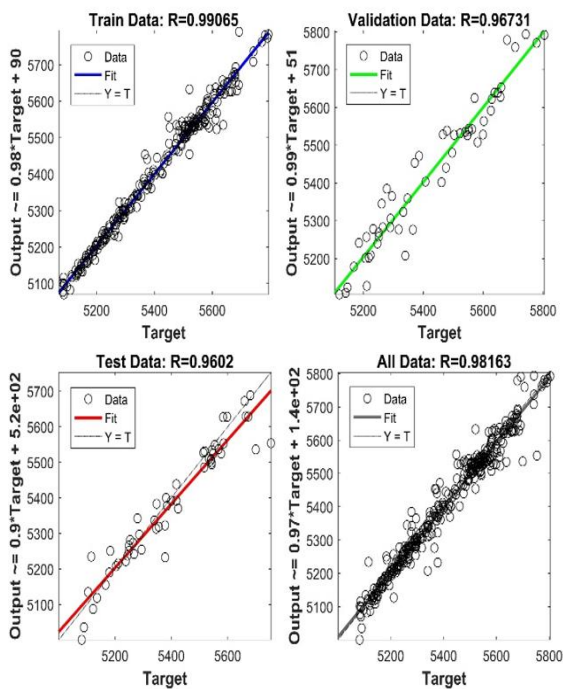 Train Data: R=0.99065
Output ~= 0.98*Target + 90
Data
Fit
Y = T
5700
5600
5500
5400
5300
5200
5100
5200
5400
5600
Target
Validation Data: R=0.96731
Output ~= 0.99*Target + 51
Data
Fit
Y = T
5800
5700
5600
5500
5400
5300
5200
5200
5400
5600
5800
Target
Test Data: R=0.9602
Output ~= 0.9*Target + 5.2e+02
Data
Fit
Y = T
5700
5600
5500
5400
5300
5200
5100
5200
5400
5600
Target
All Data: R=0.98163
Output ~= 0.97*Target + 1.4e+02
Data
Fit
Y = T
5800
5700
5600
5500
5400
5300
5200
5100
5200
5400
5600
5800
Target